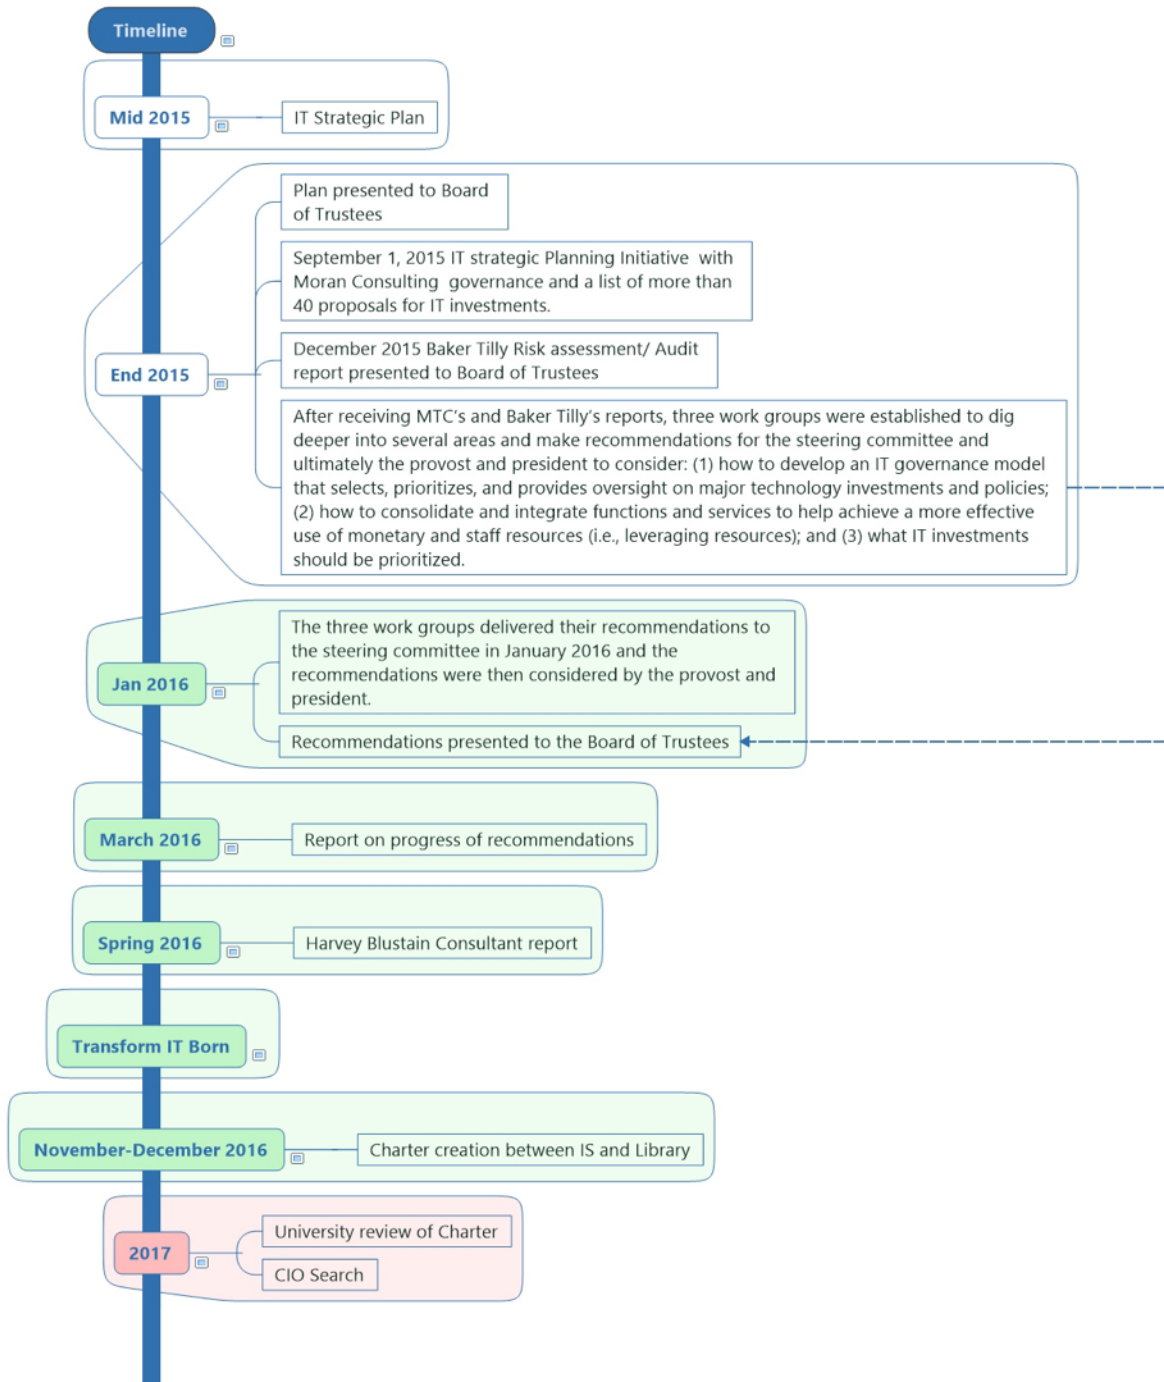 Timeline
Mid 2015
IT Strategic Plan
Plan presented to Board
of Trustees
September 1, 2015 IT strategic Planning Initiative  with
Moran Consulting  governance and a list of more than
40 proposals for IT investments.
End 2015
December 2015 Baker Tilly Risk assessment/ Audit
report presented to Board of Trustees
After receiving MTC’s and Baker Tilly’s reports, three work groups were established to dig
deeper into several areas and make recommendations for the steering committee and
ultimately the provost and president to consider: (1) how to develop an IT governance model
that selects, prioritizes, and provides oversight on major technology investments and policies;
(2) how to consolidate and integrate functions and services to help achieve a more effective
use of monetary and staff resources (i.e., leveraging resources); and (3) what IT investments
should be prioritized.
Jan 2016
The three work groups delivered their recommendations to
the steering committee in January 2016 and the
recommendations were then considered by the provost and
president.
Recommendations presented to the Board of Trustees
March 2016
Report on progress of recommendations
Spring 2016
Harvey Blustain Consultant report
Transform IT Born
November-December 2016
Charter creation between IS and Library
2017
University review of Charter
CIO Search